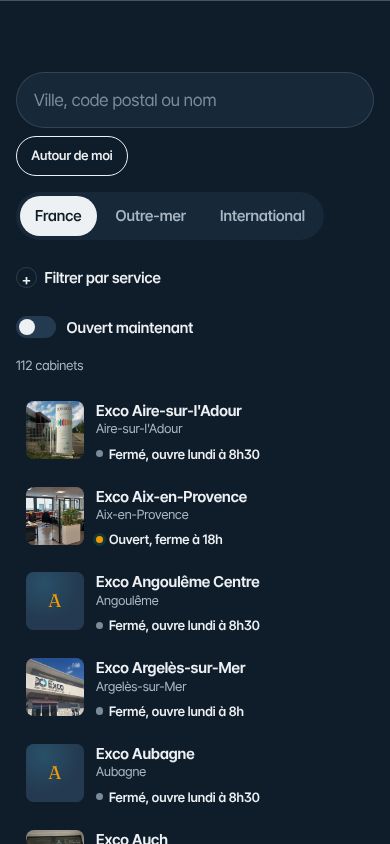 Ville, code postal ou nom
Autour de moi
France
Outre-mer
International
+ Filtrer par service
Ouvert maintenant
112 cabinets
Exco Aire-sur-l'Adour
Aire-sur-l'Adour
Fermé, ouvre lundi à 8h30
Exco Aix-en-Provence
Aix-en-Provence
Ouvert, ferme à 18h
A
Exco Angoulême Centre
Angoulême
Fermé, ouvre lundi à 8h30
EXCO
Exco Argelès-sur-Mer
Argelès-sur-Mer
Fermé, ouvre lundi à 8h
A
Exco Aubagne
Aubagne
Fermé, ouvre lundi à 8h30
Exco Auch